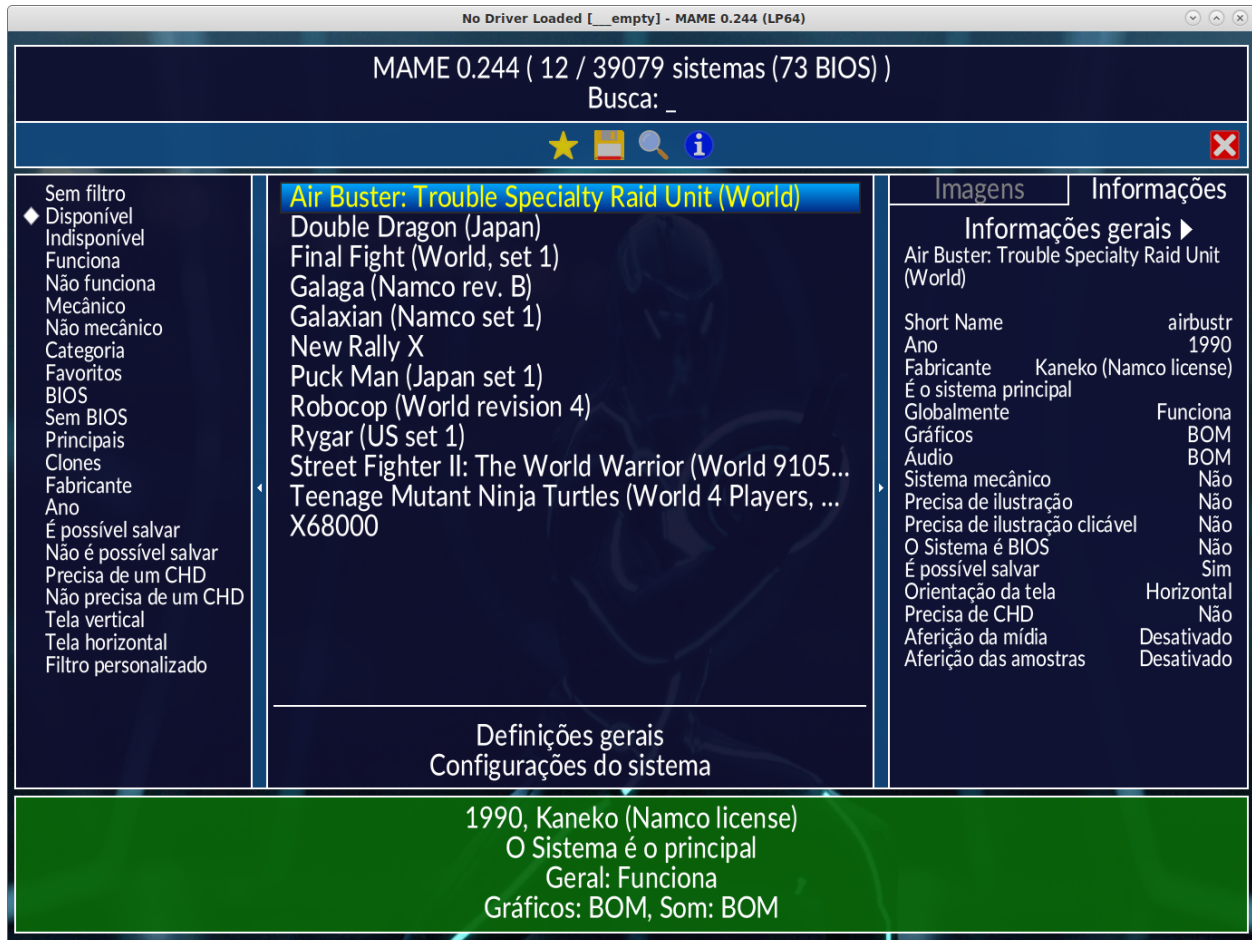 No Driver Loaded [___empty] - MAME 0.244 (LP64)
MAME 0.244 ( 12 / 39079 sistemas (73 BIOS) )
Busca: _
Sem filtro
Disponível
Indisponível
Funciona
Não funciona
Mecânico
Não mecânico
Categoria
Favoritos
BIOS
Sem BIOS
Principais
Clones
Fabricante
Ano
É possível salvar
Não é possível salvar
Precisa de um CHD
Não precisa de um CHD
Tela vertical
Tela horizontal
Filtro personalizado
Air Buster: Trouble Specialty Raid Unit (World)
Double Dragon (Japan)
Final Fight (World, set 1)
Galaga (Namco rev. B)
Galaxian (Namco set 1)
New Rally X
Puck Man (Japan set 1)
Robocop (World revision 4)
Rygar (US set 1)
Street Fighter II: The World Warrior (World 9105...
Teenage Mutant Ninja Turtles (World 4 Players, ...
X68000
Definições gerais
Configurações do sistema
Imagens Informações
Informações gerais
Air Buster: Trouble Specialty Raid Unit
(World)
Short Name airbustr
Ano 1990
Fabricante Kaneko (Namco license)
É o sistema principal
Globalmente Funciona
Gráficos BOM
Áudio BOM
Sistema mecânico Não
Precisa de ilustração Não
Precisa de ilustração clicável Não
O Sistema é BIOS Não
É possível salvar Sim
Orientação da tela Horizontal
Precisa de CHD Não
Aferição da mídia Desativado
Aferição das amostras Desativado
1990, Kaneko (Namco license)
O Sistema é o principal
Geral: Funciona
Gráficos: BOM, Som: BOM